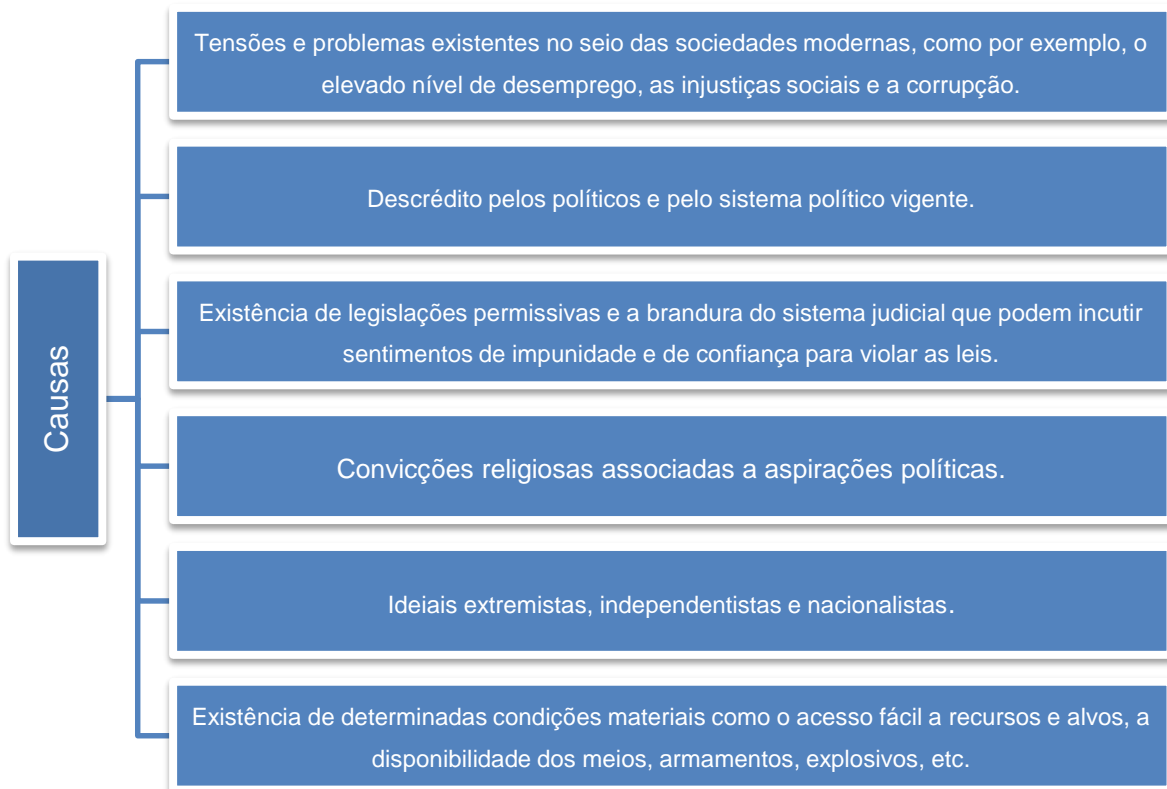 Causas
Tensões e problemas existentes no seio das sociedades modernas, como por exemplo, o
elevado nível de desemprego, as injustiças sociais e a corrupção.
Descrédito pelos políticos e pelo sistema político vigente.
Existência de legislações permissivas e a brandura do sistema judicial que podem incutir
sentimentos de impunidade e de confiança para violar as leis.
Convicções religiosas associadas a aspirações políticas.
Ideiais extremistas, independentistas e nacionalistas.
Existência de determinadas condições materiais como o acesso fácil a recursos e alvos, a
disponibilidade dos meios, armamentos, explosivos, etc.